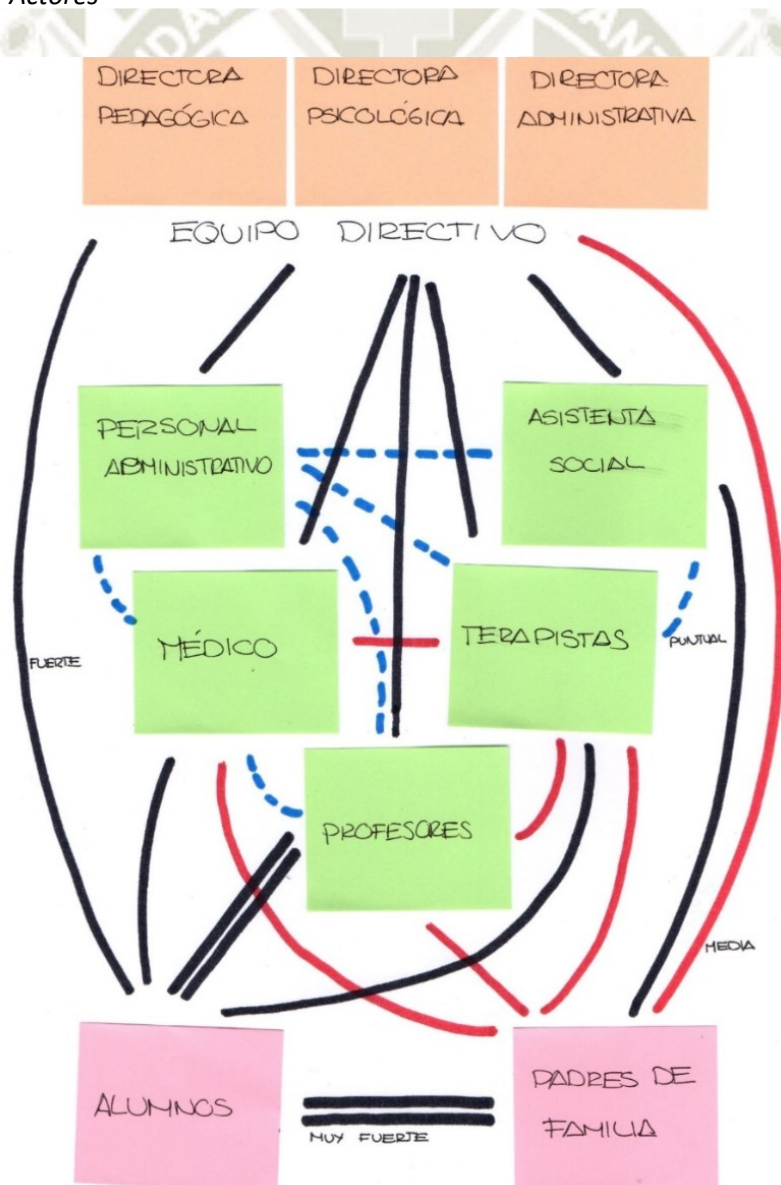 Actores
DIRECTORA
PEDAGÓGICA
DIRECTORA
PSICOLÓGICA
DIRECTORA
ADMINISTRATIVA
EQUIPO DIRECTIVO
PERSONAL
ADMINISTRATIVO
ASISTENTA
SOCIAL
MÉDICO
TERAPISTAS
PUNTUAL
FUERTE
PROFESORES
MEDIA
ALUMNOS
MUY FUERTE
PADRES DE
FAMILIA